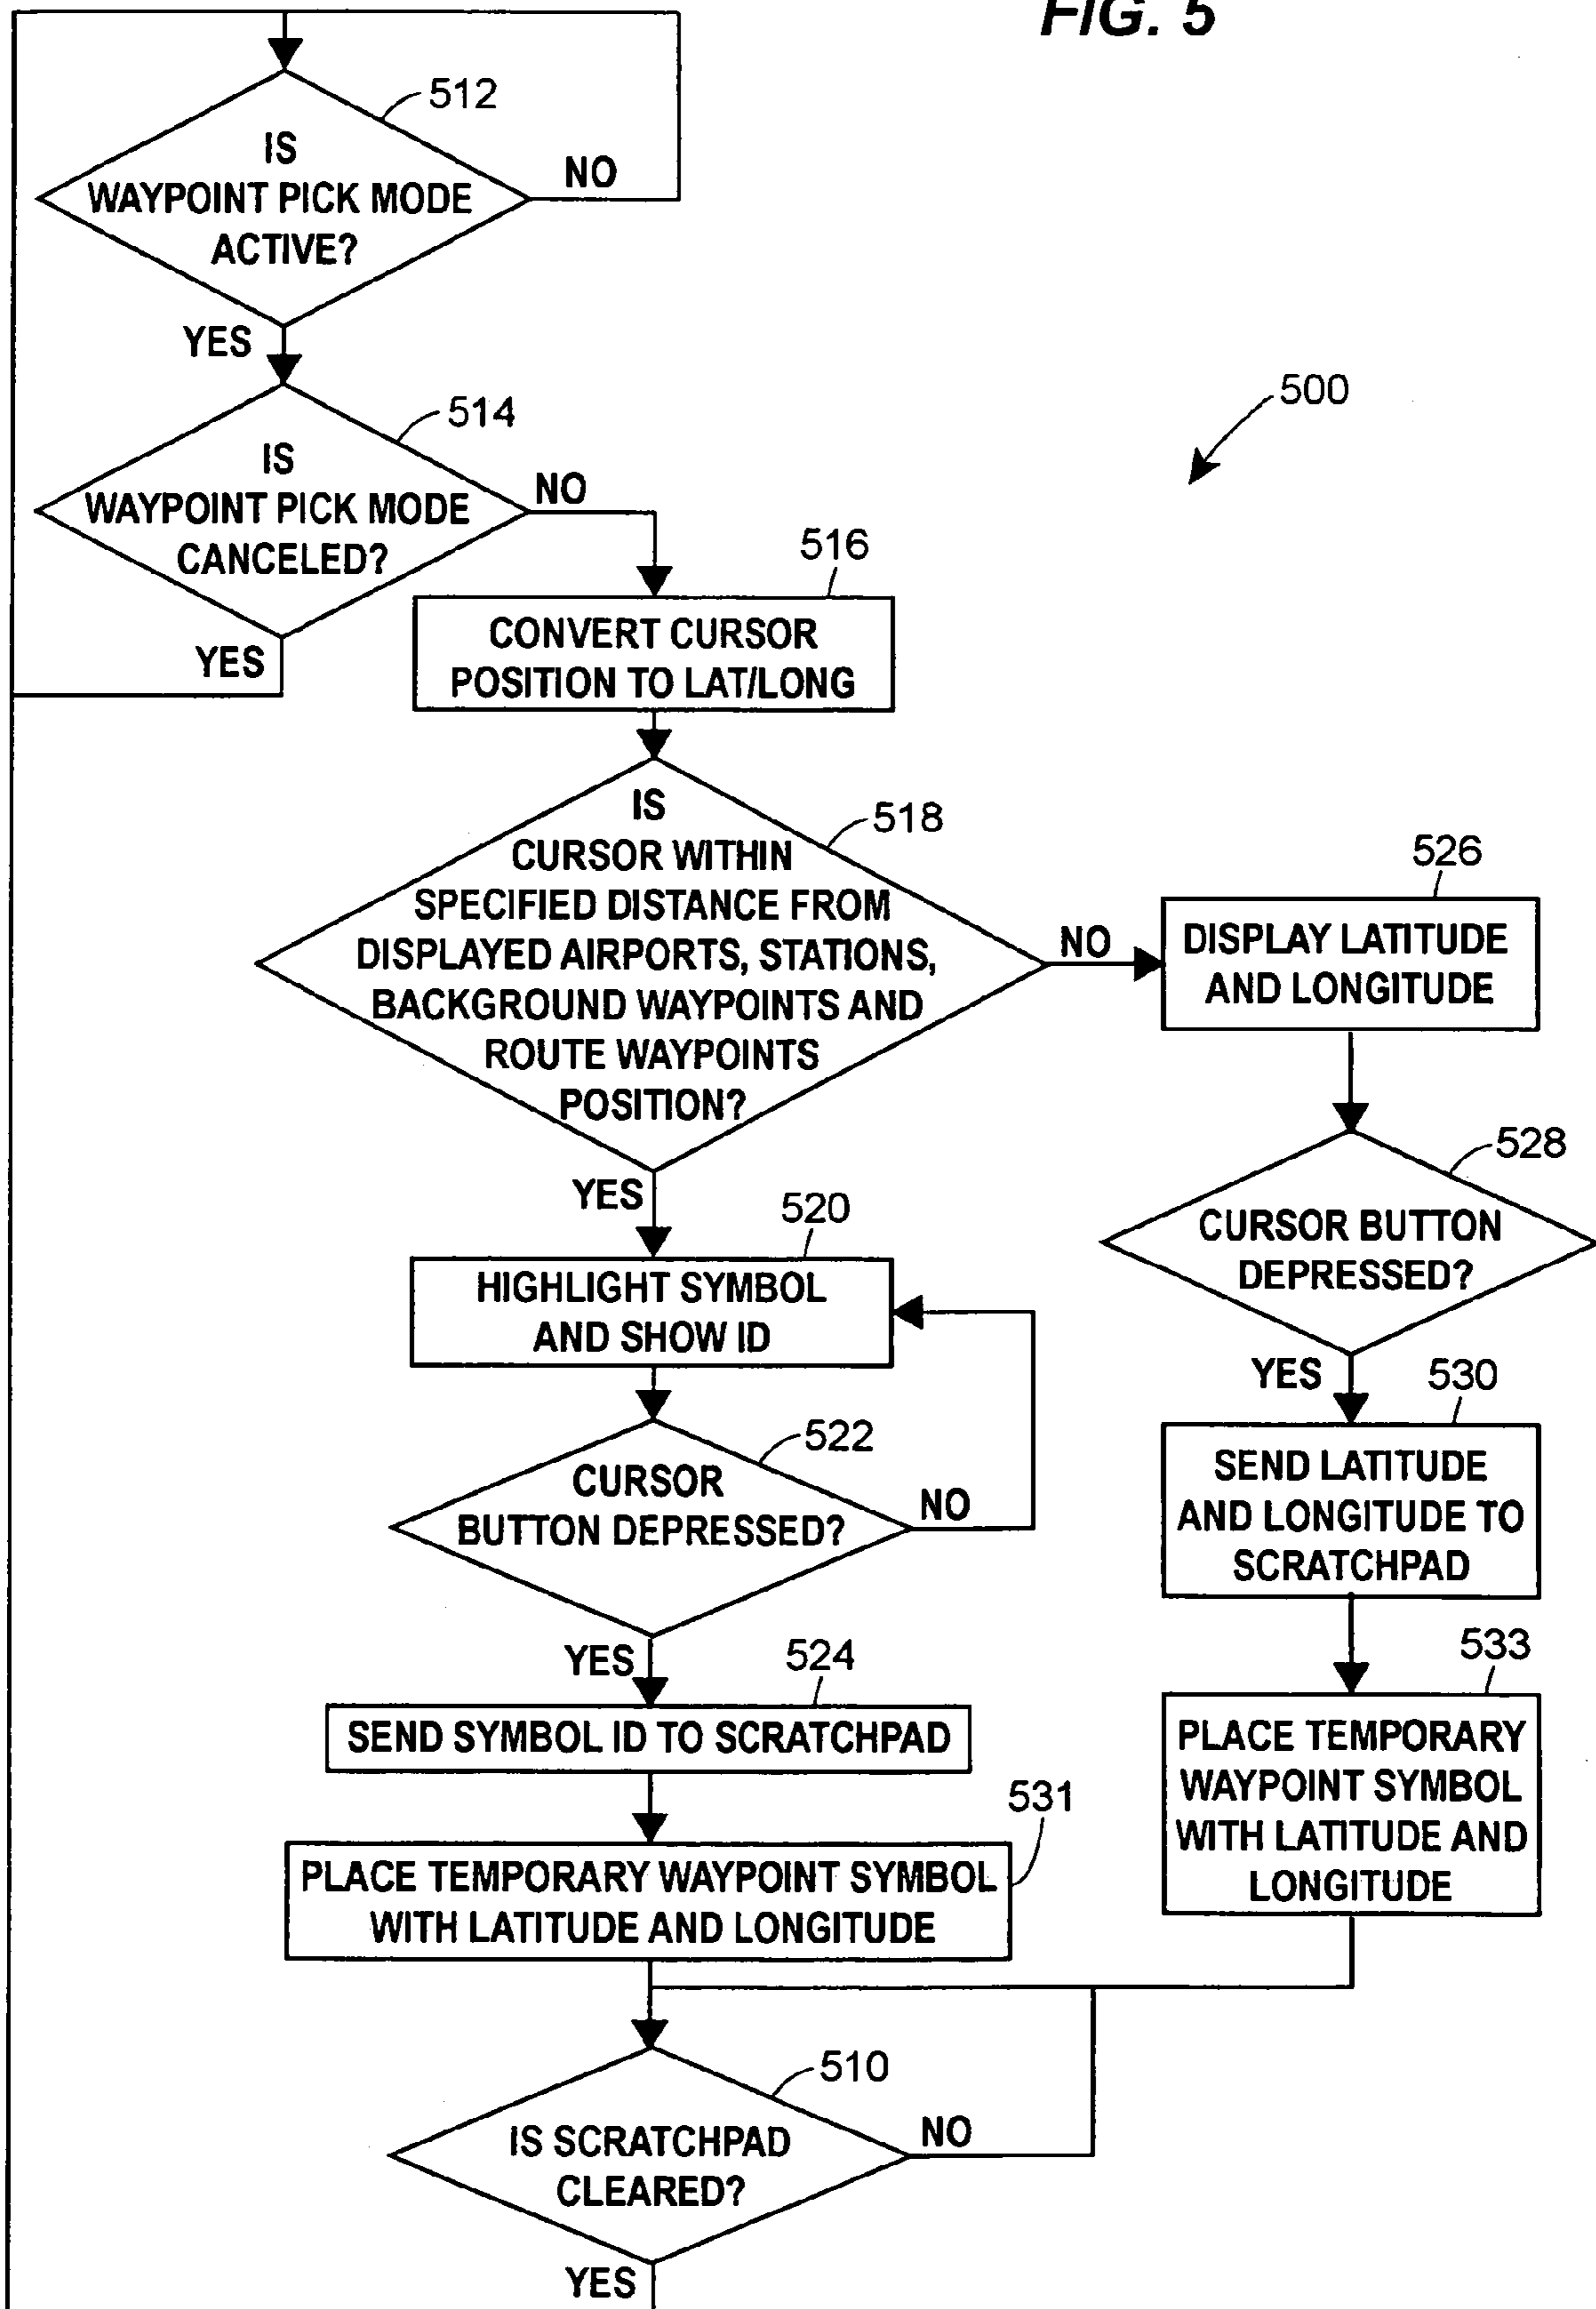 FIG. 5
512
IS
WAYPOINT PICK MODE
ACTIVE?
NO
YES
514
IS
WAYPOINT PICK MODE
CANCELED?
NO
YES
500
516
CONVERT CURSOR
POSITION TO LAT/LONG
518
IS
CURSOR WITHIN
SPECIFIED DISTANCE FROM
DISPLAYED AIRPORTS, STATIONS,
BACKGROUND WAYPOINTS AND
ROUTE WAYPOINTS
POSITION?
NO
YES
526
DISPLAY LATITUDE
AND LONGITUDE
528
CURSOR BUTTON
DEPRESSED?
YES
520
HIGHLIGHT SYMBOL
AND SHOW ID
522
CURSOR
BUTTON DEPRESSED?
NO
YES
530
SEND LATITUDE
AND LONGITUDE TO
SCRATCHPAD
524
SEND SYMBOL ID TO SCRATCHPAD
533
PLACE TEMPORARY
WAYPOINT SYMBOL
WITH LATITUDE AND
LONGITUDE
531
PLACE TEMPORARY WAYPOINT SYMBOL
WITH LATITUDE AND LONGITUDE
510
IS SCRATCHPAD
CLEARED?
NO
YES